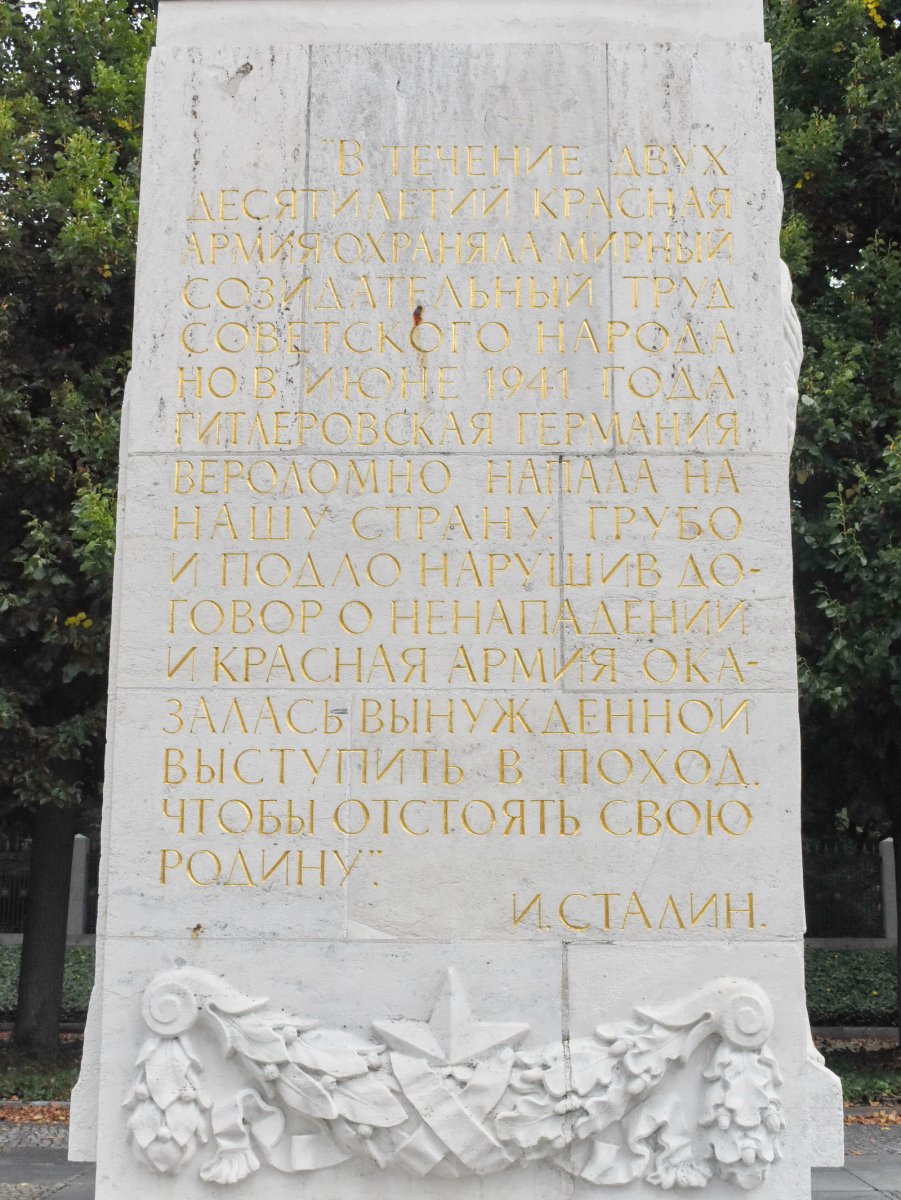 "В ТЕЧЕНИЕ ДВУХ
ДЕСЯТИЛЕТИЙ КРАСНАЯ
АРМИЯ ОХРАНЯЛА МИРНЫЙ
СОЗИДАТЕЛЬНЫЙ ТРУД
СОВЕТСКОГО НАРОДА
НО В ИЮНЕ 1941 ГОДА
ГИТЛЕРОВСКАЯ ГЕРМАНИЯ
ВЕРОЛОМНО НАПАЛА НА
НАШУ СТРАНУ, ГРУБО
И ПОДЛО НАРУШИВ ДО-
ГОВОР О НЕНАПАДЕНИИ
И КРАСНАЯ АРМИЯ ОКА-
ЗАЛАСЬ ВЫНУЖДЕННОЙ
ВЫСТУПИТЬ В ПОХОД,
ЧТОБЫ ОТСТОЯТЬ СВОЮ
РОДИНУ".
И. СТАЛИН.